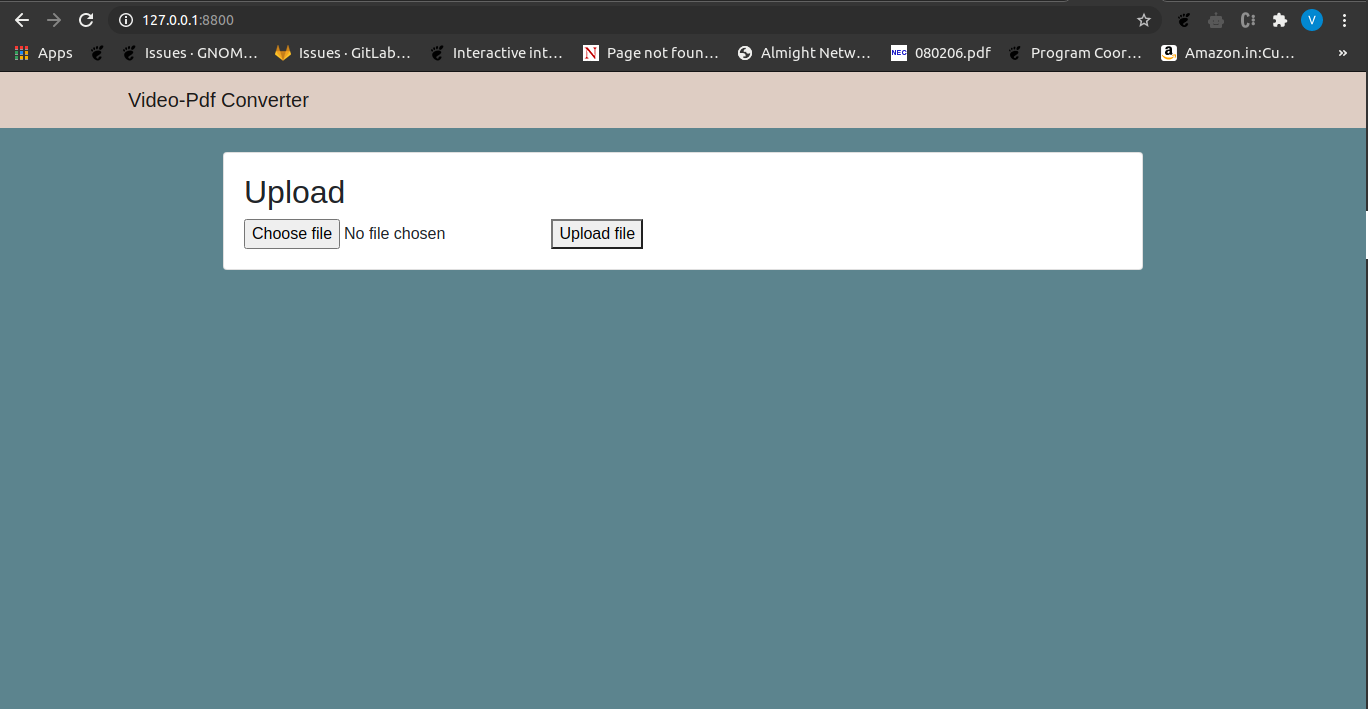 127.0.0.1:8800
Apps Issues · GNOM... Issues · GitLab... Interactive int... N Page not foun... Almight Netw... NEC 080206.pdf Program Coor... a Amazon.in:Cu... »
Video-Pdf Converter
Upload
Choose file No file chosen Upload file
V